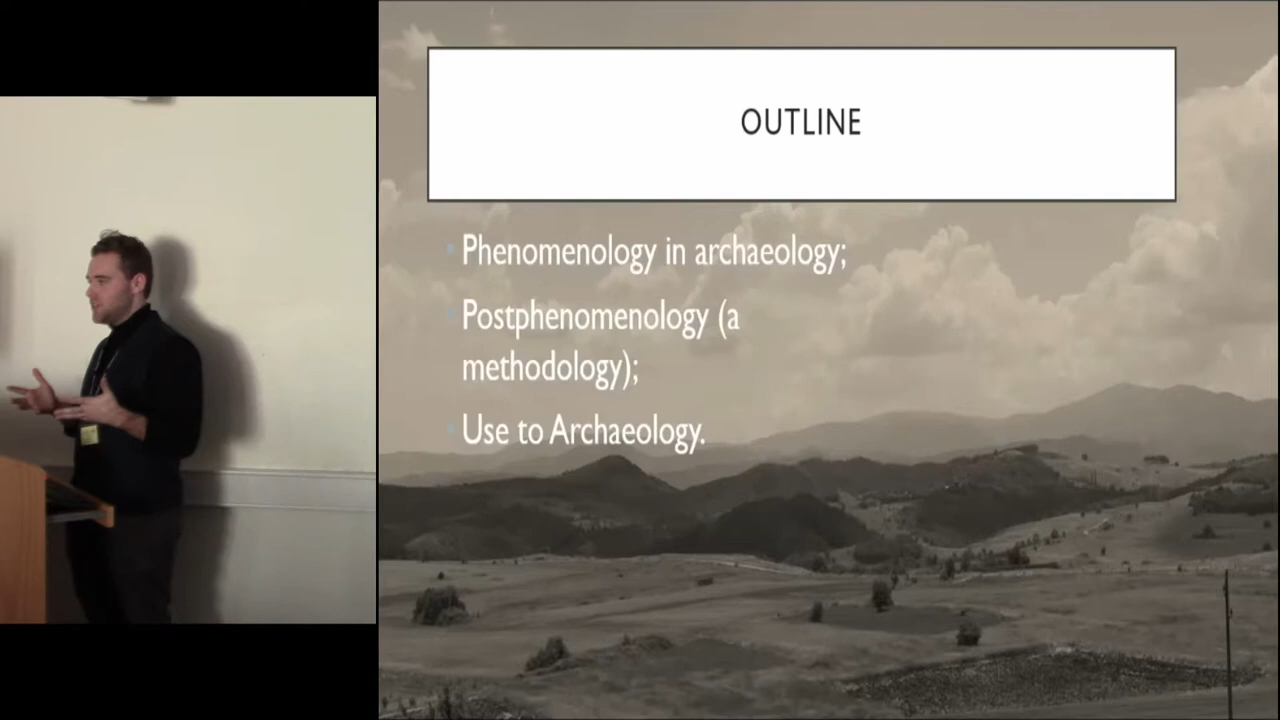 OUTLINE
Phenomenology in archaeology;
Postphenomenology (a
methodology);
Use to Archaeology.